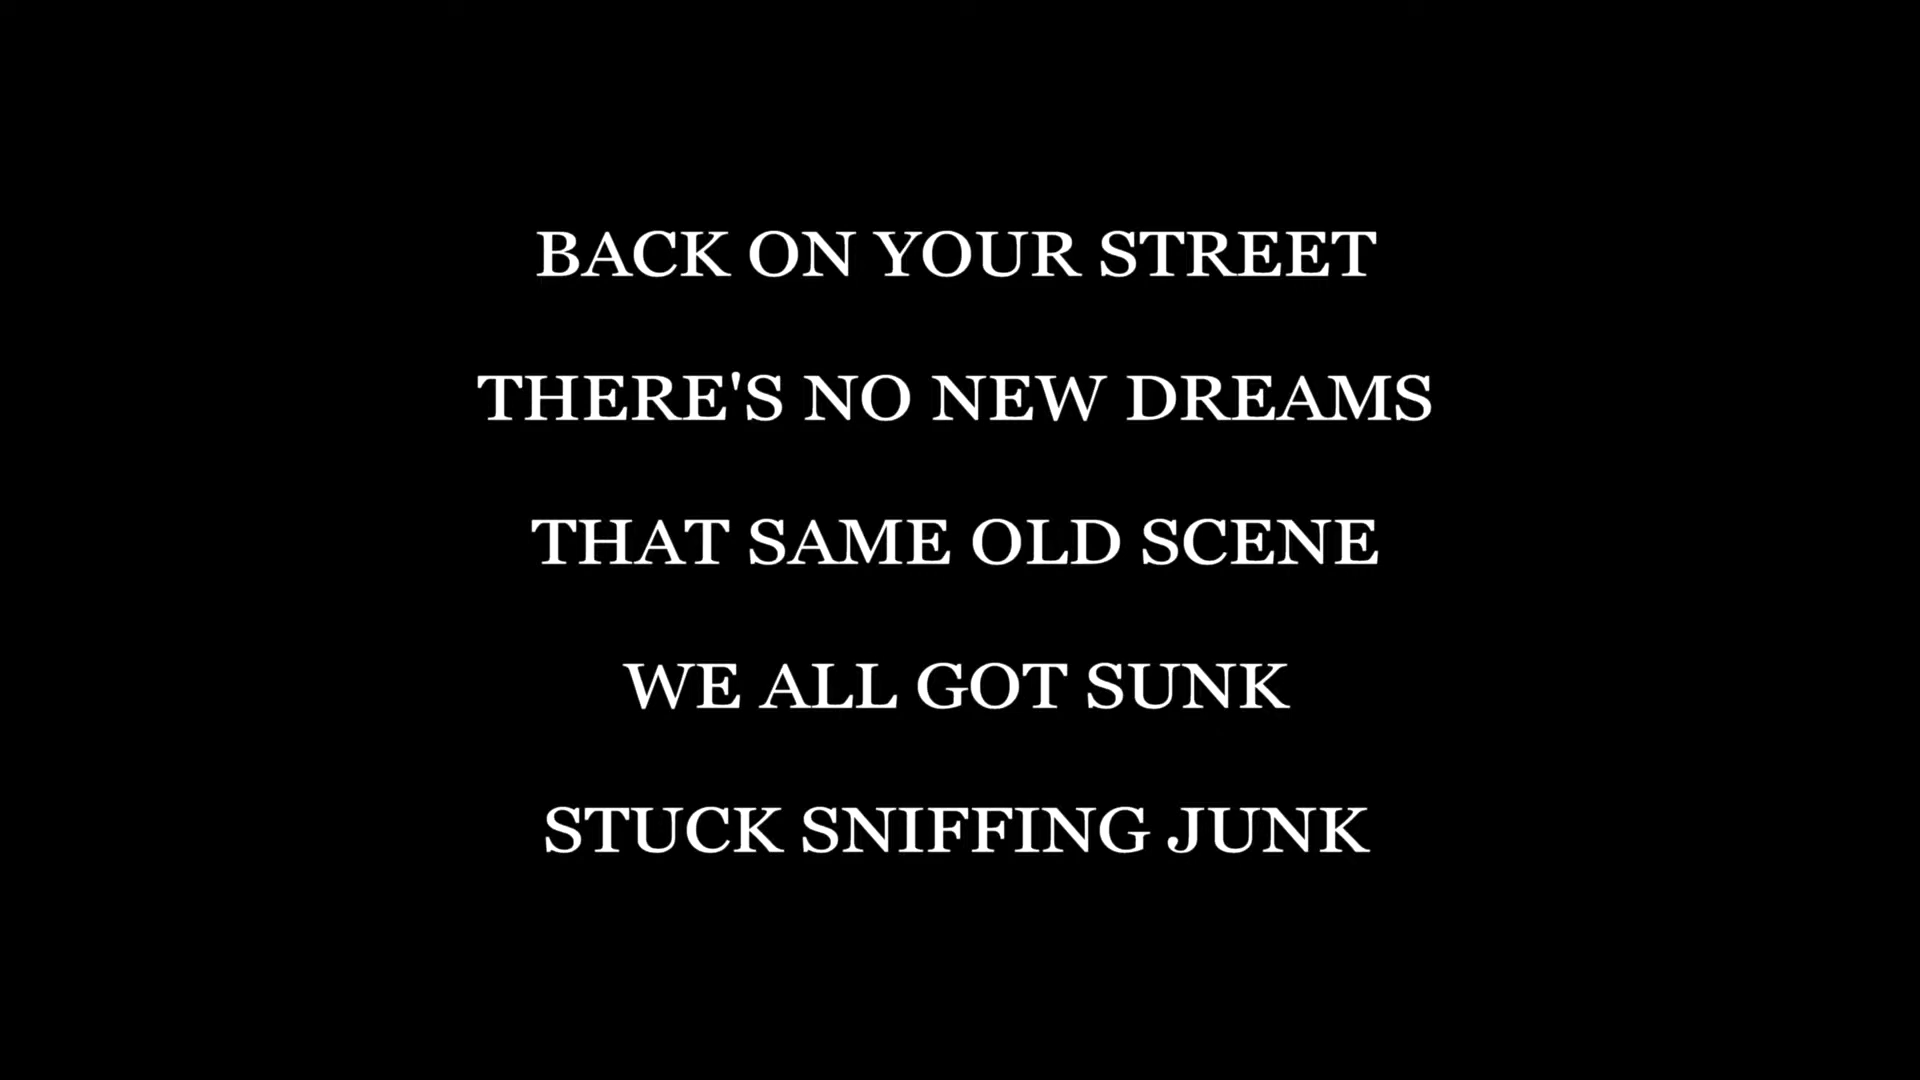 BACK ON YOUR STREET
THERE'S NO NEW DREAMS
THAT SAME OLD SCENE
WE ALL GOT SUNK
STUCK SNIFFING JUNK